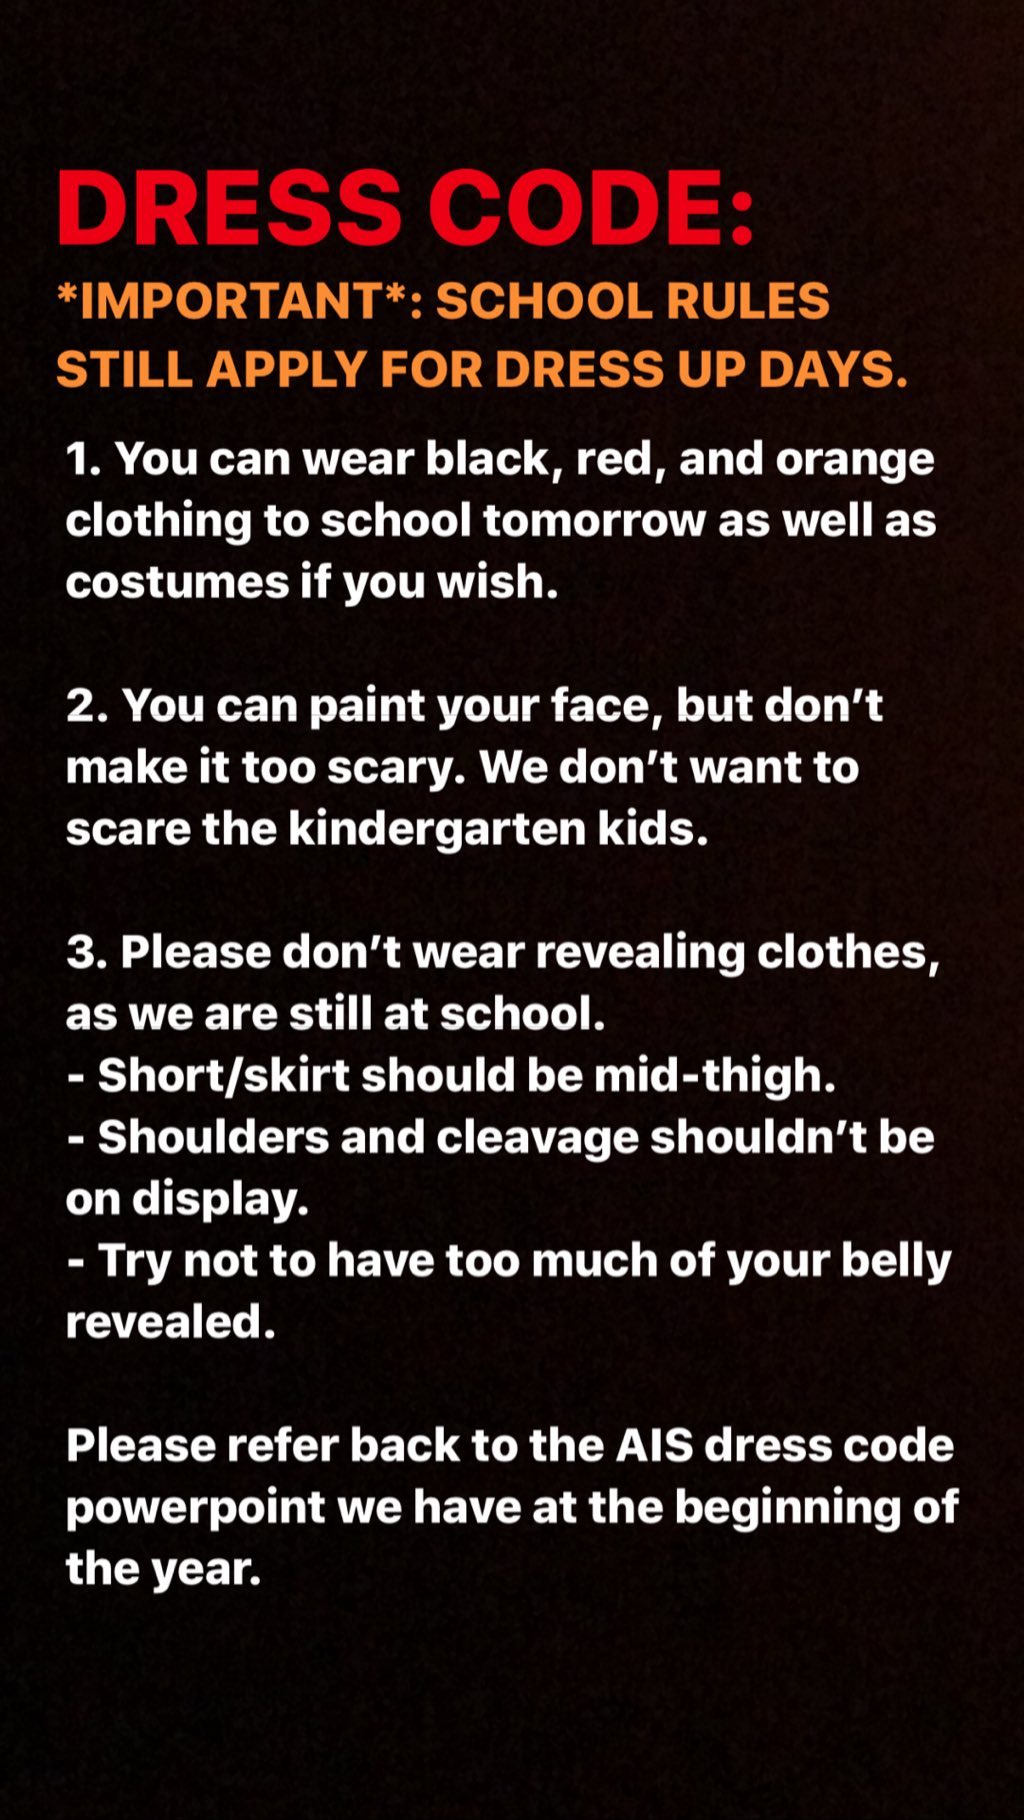 DRESS CODE:
*IMPORTANT*: SCHOOL RULES
STILL APPLY FOR DRESS UP DAYS.
1. You can wear black, red, and orange
clothing to school tomorrow as well as
costumes if you wish.
2. You can paint your face, but don’t
make it too scary. We don’t want to
scare the kindergarten kids.
3. Please don’t wear revealing clothes,
as we are still at school.
- Short/skirt should be mid-thigh.
- Shoulders and cleavage shouldn’t be
on display.
- Try not to have too much of your belly
revealed.
Please refer back to the AIS dress code
powerpoint we have at the beginning of
the year.